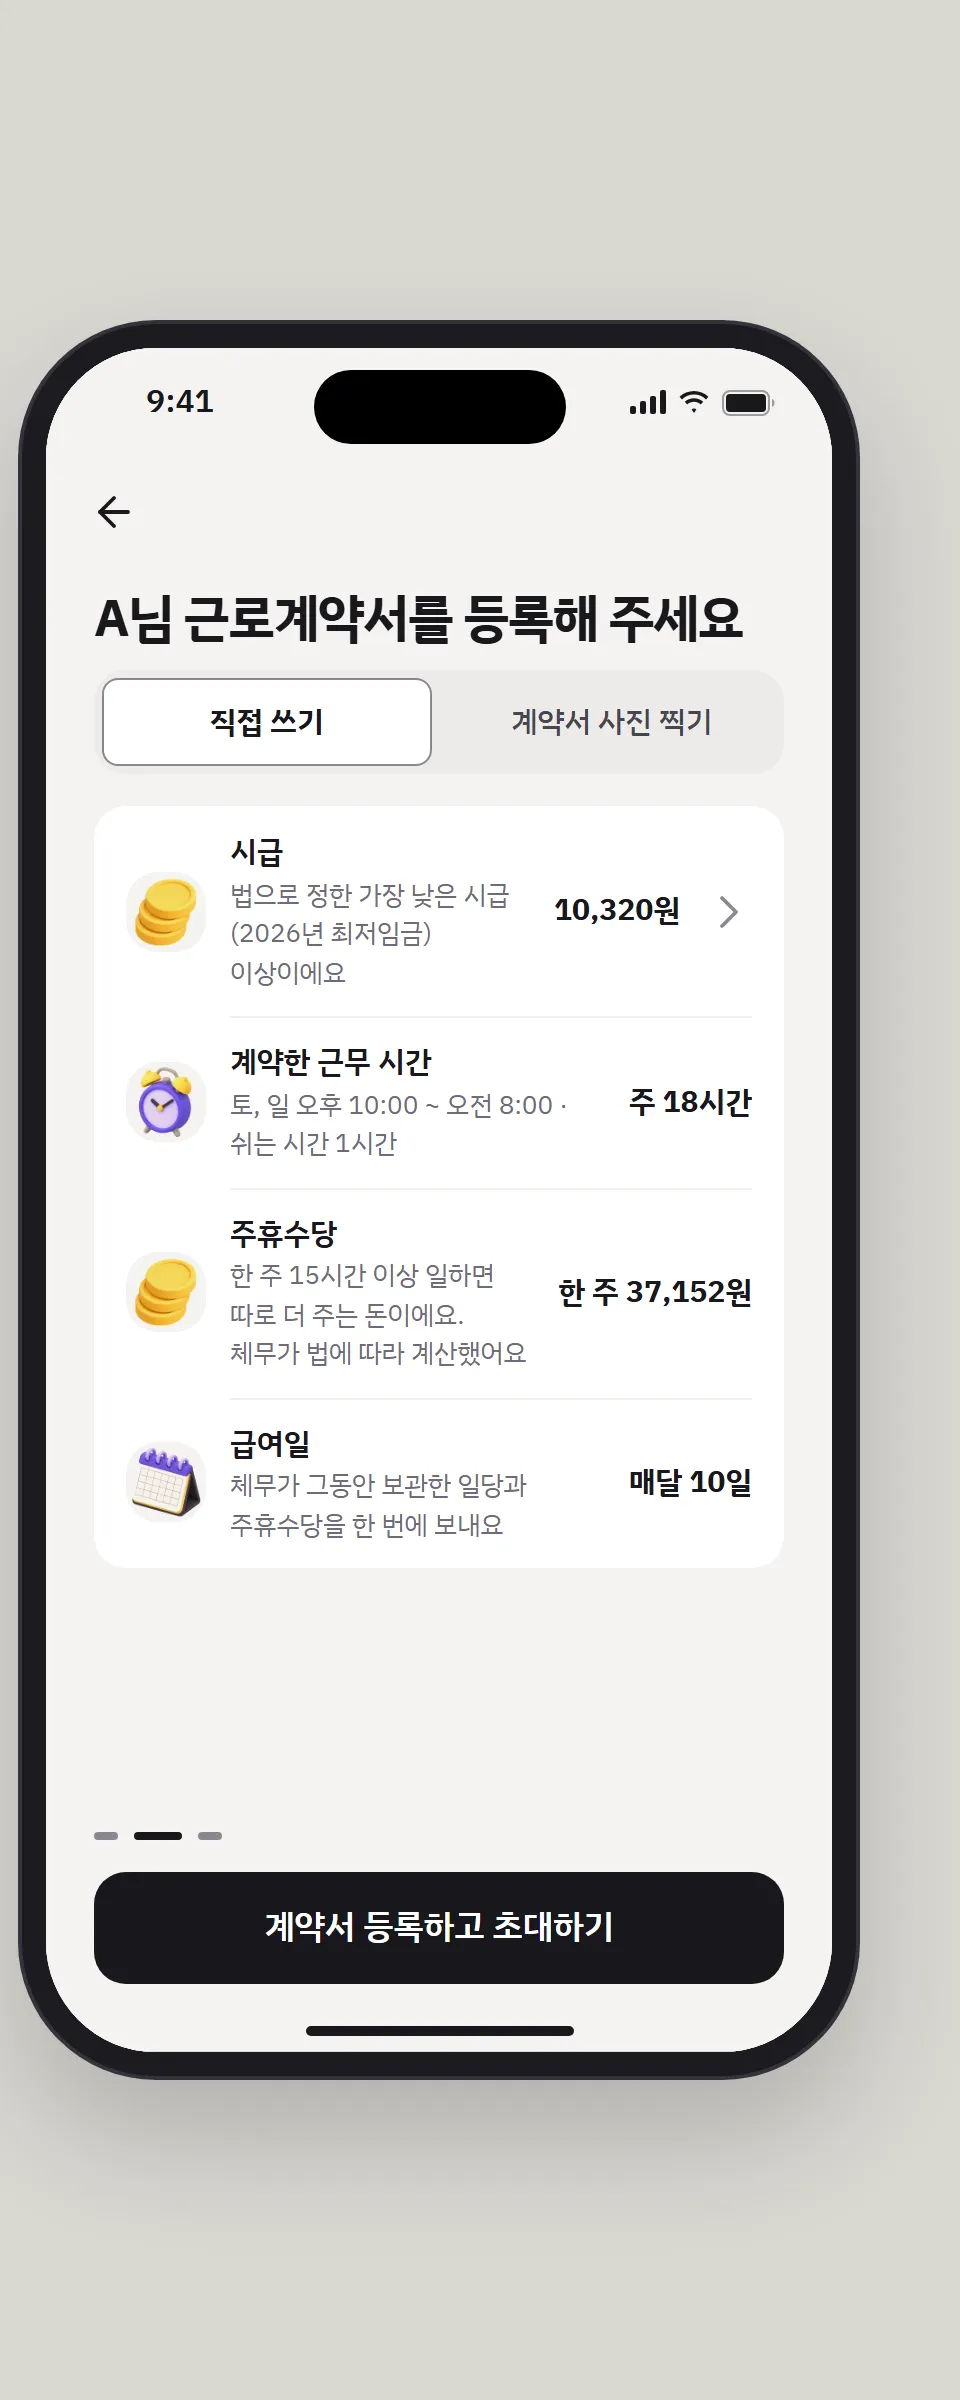 9:41
A님 근로계약서를 등록해 주세요
직접 쓰기
계약서 사진 찍기
시급
법으로 정한 가장 낮은 시급
(2026년 최저임금)
이상이에요
10,320원
계약한 근무 시간
토, 일 오후 10:00 ~ 오전 8:00 ·
쉬는 시간 1시간
주 18시간
주휴수당
한 주 15시간 이상 일하면
따로 더 주는 돈이에요.
체무가 법에 따라 계산했어요
한 주 37,152원
급여일
체무가 그동안 보관한 일당과
주휴수당을 한 번에 보내요
매달 10일
계약서 등록하고 초대하기